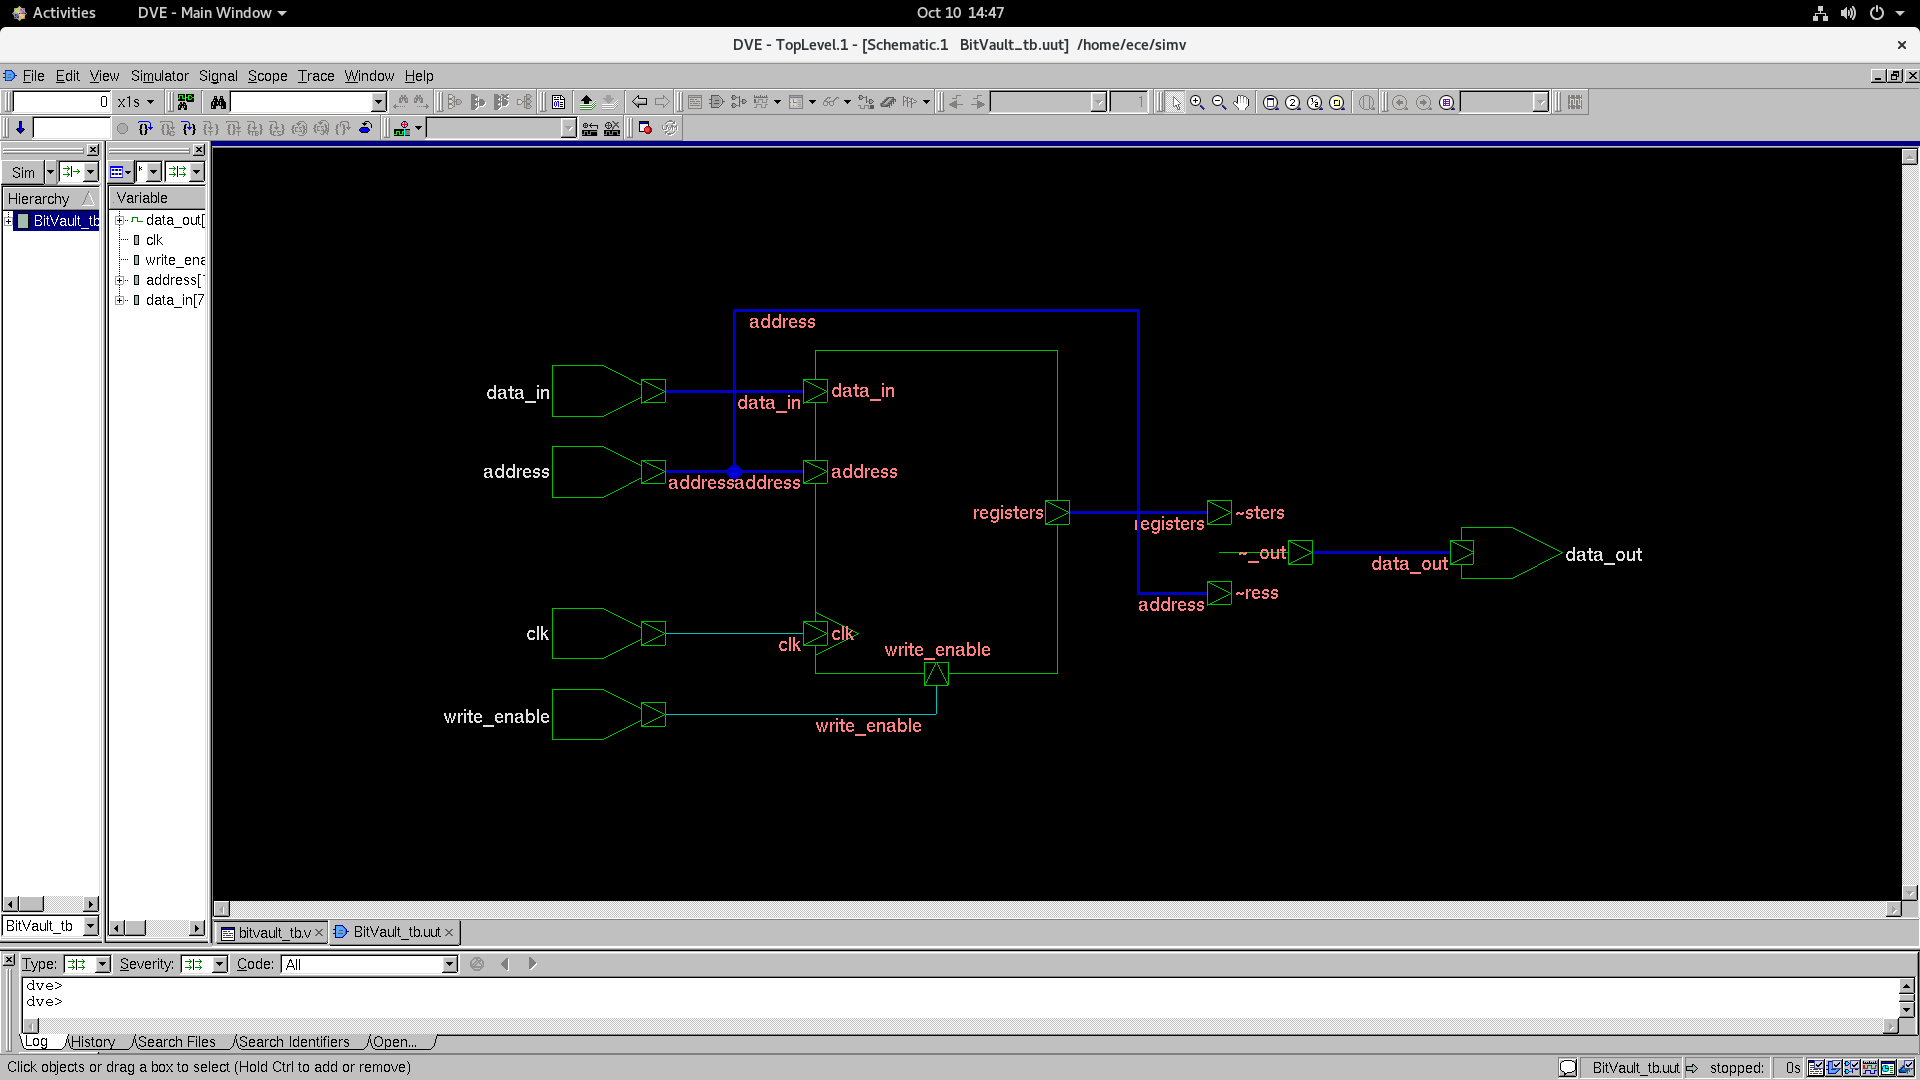 Activities DVE - Main Window Oct 10 14:47
DVE - TopLevel.1 - [Schematic.1 BitVault_tb.uut] /home/ece/simv
File Edit View Simulator Signal Scope Trace Window Help
0 x1s 1
Sim *
Hierarchy Variable
BitVault_tb data_out[
clk
write_ena
address[
data_in[7
address
data_in data_in
data_in
address address
address address
registers ~sters
registers
~_out data_out
data_out
~ress
address
clk clk
clk
write_enable
write_enable
write_enable
BitVault_tb
bitvault_tb.v BitVault_tb.uut
Type: Severity: Code: All
dve>
dve>
Log History Search Files Search Identifiers Open...
Click objects or drag a box to select (Hold Ctrl to add or remove) BitVault_tb.uut stopped: 0s